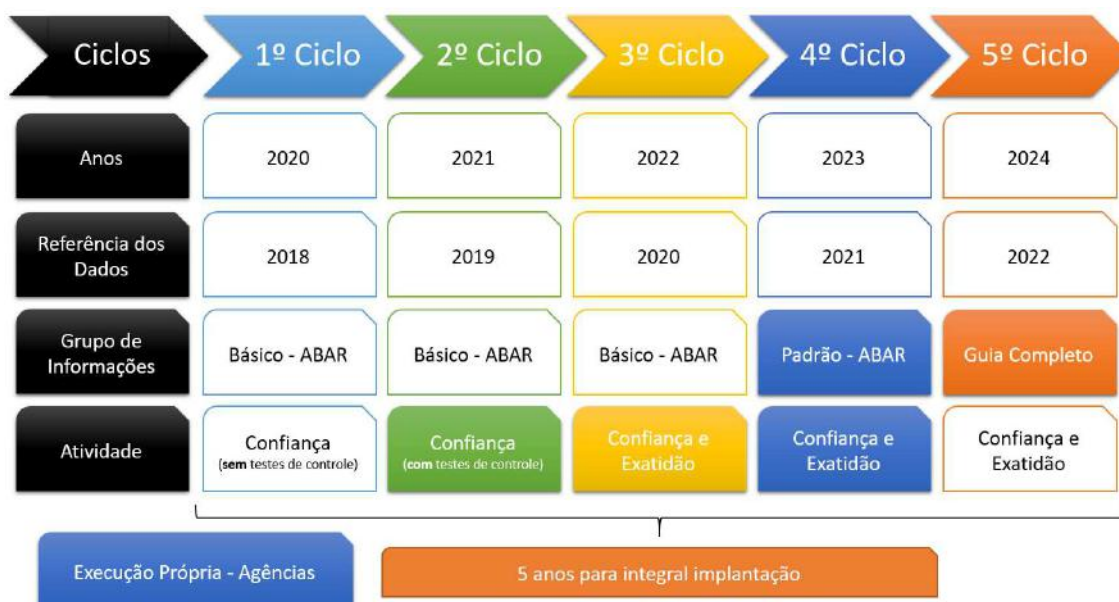 Ciclos
1º Ciclo
2º Ciclo
3º Ciclo
4º Ciclo
5º Ciclo
Anos
2020
2021
2022
2023
2024
Referência dos
Dados
2018
2019
2020
2021
2022
Grupo de
Informações
Básico - ABAR
Básico - ABAR
Básico - ABAR
Padrão - ABAR
Guia Completo
Atividade
Confiança
(sem testes de controle)
Confiança
(com testes de controle)
Confiança e
Exatidão
Confiança e
Exatidão
Confiança e
Exatidão
Execução Própria - Agências
5 anos para integral implantação